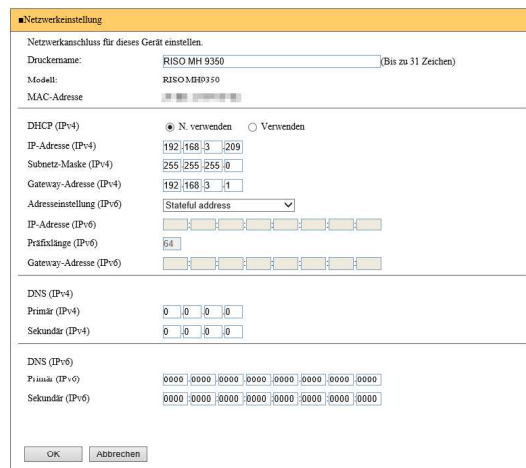 ■Netzwerkeinstellung
Netzwerkanschluss für dieses Gerät einstellen.
Druckername: RISO MH 9350 (Bis zu 31 Zeichen)
Modell: RISO MH9350
MAC-Adresse
DHCP (IPv4) N. verwenden Verwenden
IP-Adresse (IPv4) 192.168.3.209
Subnetz-Maske (IPv4) 255.255.255.0
Gateway-Adresse (IPv4) 192.168.3.1
Adresseinstellung (IPv6) Stateful address
IP-Adresse (IPv6) : : : : : : :
Präfixlänge (IPv6) 64
Gateway-Adresse (IPv6) : : : : : : :
DNS (IPv4)
Primär (IPv4) 0.0.0.0
Sekundär (IPv4) 0.0.0.0
DNS (IPv6)
Primär (IPv6) 0000:0000:0000:0000:0000:0000:0000:0000
Sekundär (IPv6) 0000:0000:0000:0000:0000:0000:0000:0000
OK Abbrechen